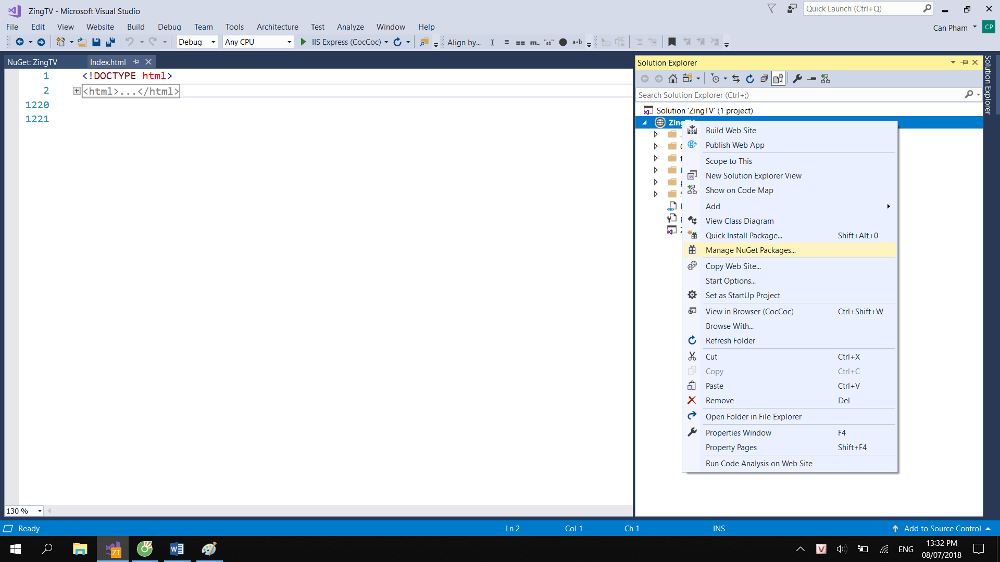 ZingTV - Microsoft Visual Studio
Quick Launch (Ctrl+Q)
File Edit View Website Build Debug Team Tools Architecture Test Analyze Window Help
Can Pham CP
Debug Any CPU IIS Express (CocCoc) Align by...
NuGet: ZingTV Index.html
1 <!DOCTYPE html>
2 <html>...</html>
1220
1221
130 %
Solution Explorer
Search Solution Explorer (Ctrl+;)
Solution 'ZingTV' (1 project)
Build Web Site
Publish Web App
Scope to This
New Solution Explorer View
Show on Code Map
Add
View Class Diagram
Quick Install Package... Shift+Alt+0
Manage NuGet Packages...
Copy Web Site...
Start Options...
Set as StartUp Project
View in Browser (CocCoc) Ctrl+Shift+W
Browse With...
Refresh Folder
Cut Ctrl+X
Copy Ctrl+C
Paste Ctrl+V
Remove Del
Open Folder in File Explorer
Properties Window F4
Property Pages Shift+F4
Run Code Analysis on Web Site
Solution Explorer
Ready Ln 2 Col 1 Ch 1 INS Add to Source Control
ZT
ENG
13:32 PM
08/07/2018